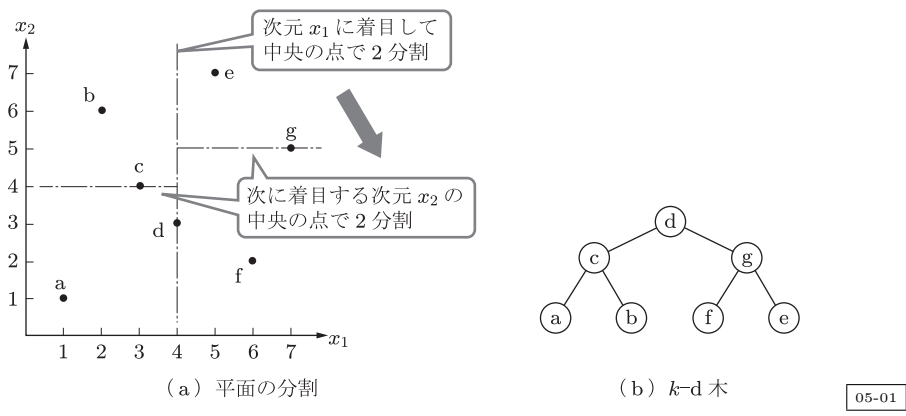 x₂
7
6
5
4
3
2
1
1 2 3 4 5 6 7
x₁
a
b
c
d
e
f
g
次元 x₁ に着目して
中央の点で 2 分割
次に着目する次元 x₂ の
中央の点で 2 分割
（a）平面の分割
d
c g
a b f e
（b）k–d 木
05-01